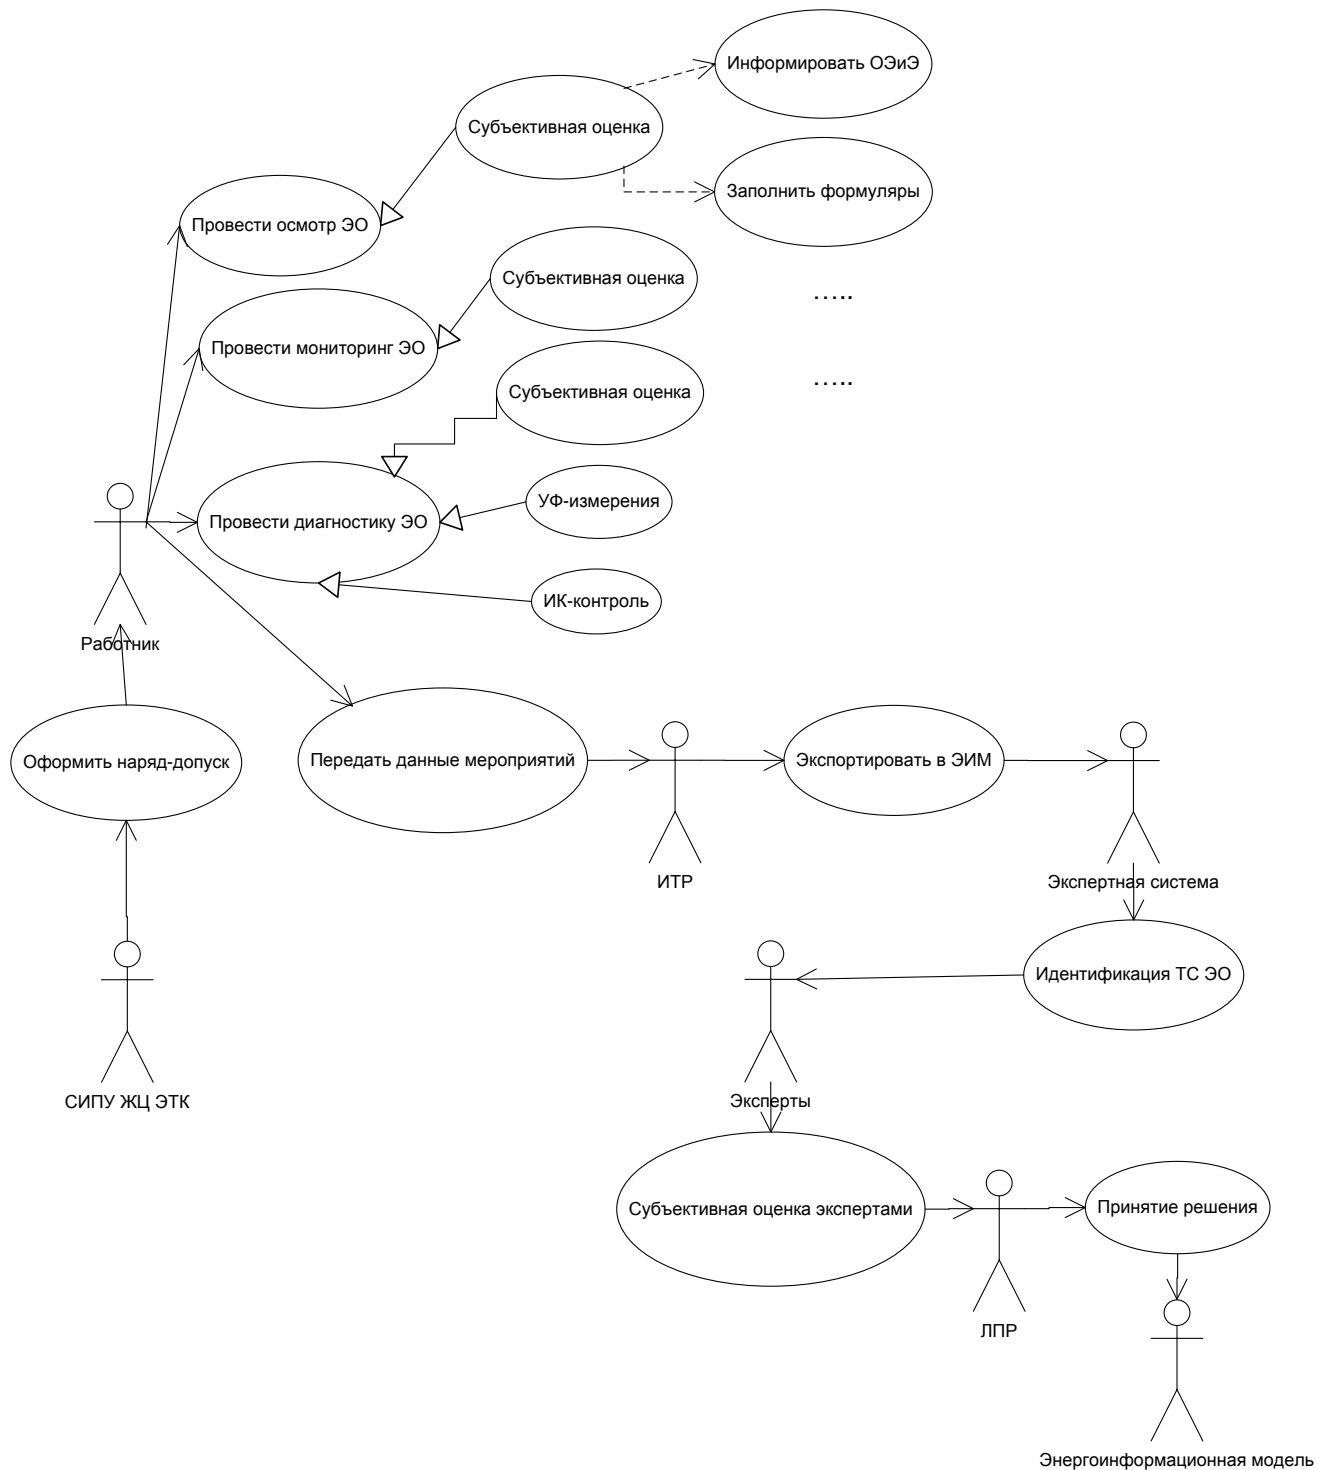 Информировать ОЭиЭ
Субъективная оценка
Заполнить формуляры
Провести осмотр ЭО
Субъективная оценка
.....
Провести мониторинг ЭО
Субъективная оценка
.....
УФ-измерения
Провести диагностику ЭО
ИК-контроль
Работник
Оформить наряд-допуск
Передать данные мероприятий
Экспортировать в ЭИМ
ИТР
Экспертная система
Идентификация ТС ЭО
СИПУ ЖЦ ЭТК
Эксперты
Субъективная оценка экспертами
Принятие решения
ЛПР
Энергоинформационная модель